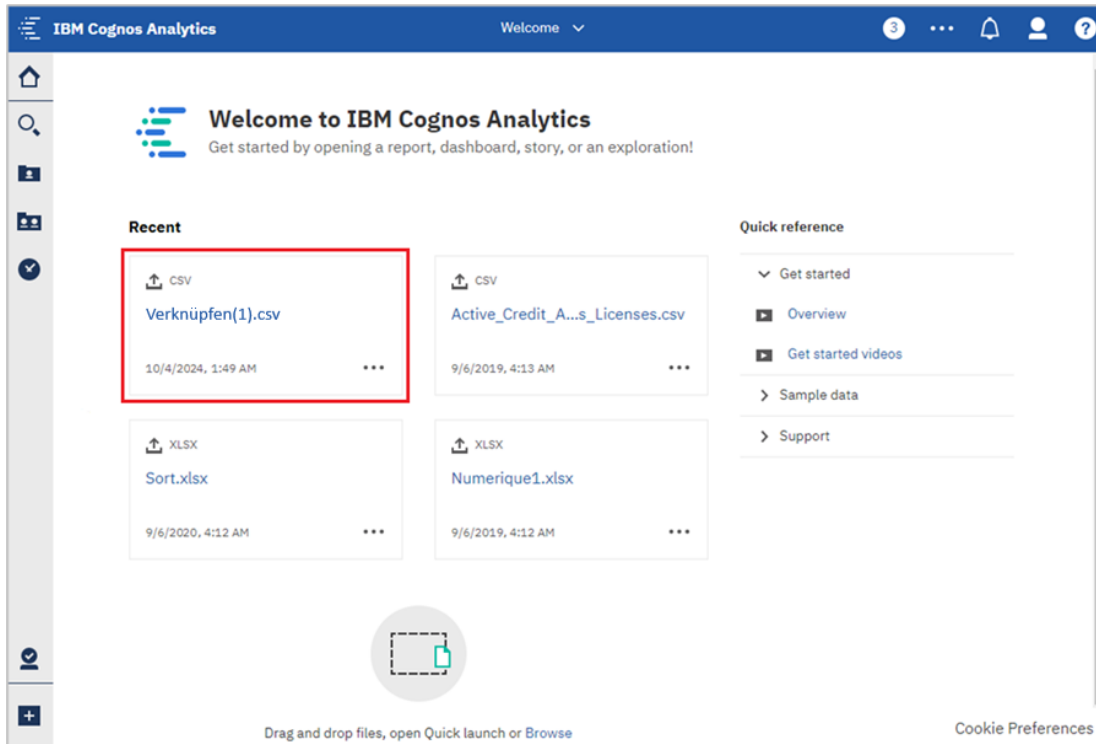 IBM Cognos Analytics
Welcome
3
?
Welcome to IBM Cognos Analytics
Get started by opening a report, dashboard, story, or an exploration!
Recent
CSV
Verknüpfen(1).csv
10/4/2024, 1:49 AM
CSV
Active_Credit_A...s_Licenses.csv
9/6/2019, 4:13 AM
XLSX
Sort.xlsx
9/6/2020, 4:12 AM
XLSX
Numerique1.xlsx
9/6/2019, 4:12 AM
Quick reference
Get started
Overview
Get started videos
Sample data
Support
Drag and drop files, open Quick launch or Browse
Cookie Preferences